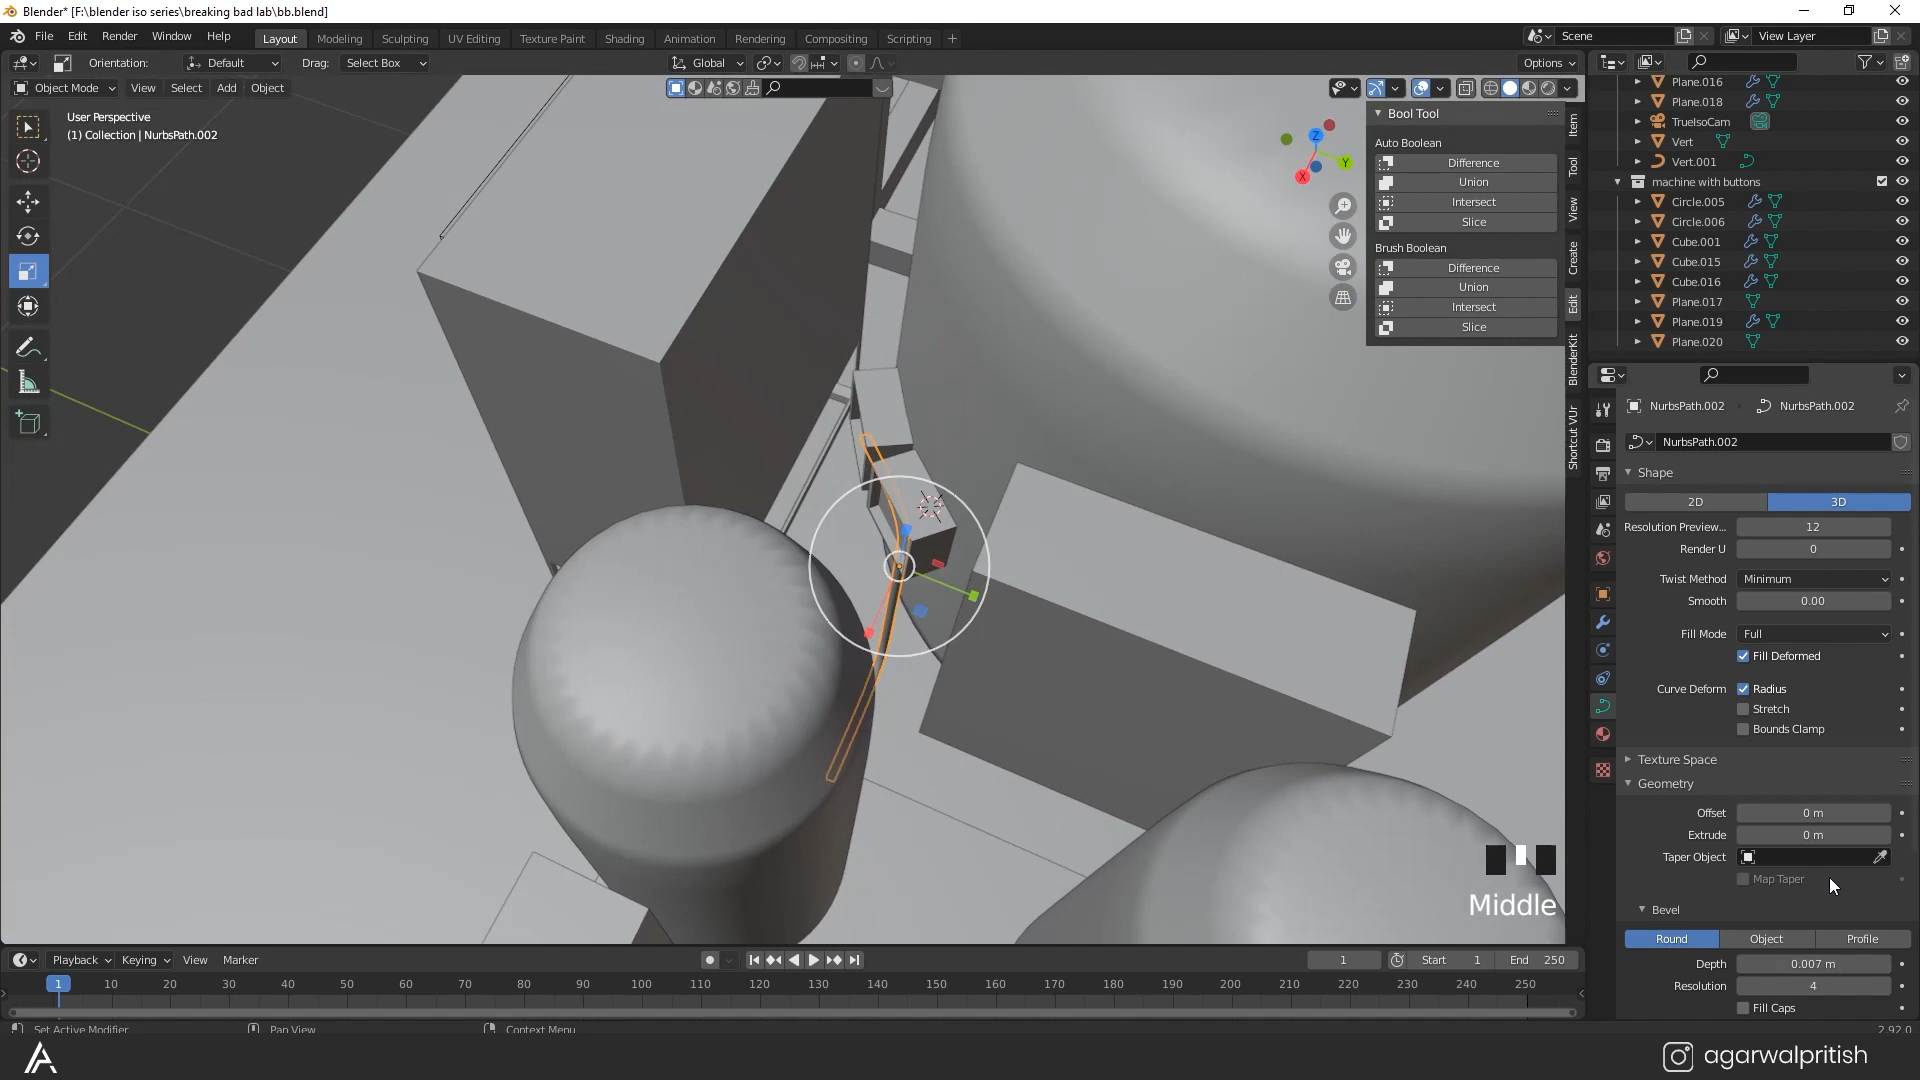 Blender* [F:\blender iso series\breaking bad lab\bb.blend]
File Edit Render Window Help
Layout Modeling Sculpting UV Editing Texture Paint Shading Animation Rendering Compositing Scripting +
Scene
View Layer
Orientation: Default Drag: Select Box
Global
Options
Object Mode View Select Add Object
User Perspective
(1) Collection | NurbsPath.002
Bool Tool
Auto Boolean
Difference
Union
Intersect
Slice
Brush Boolean
Difference
Union
Intersect
Slice
Item
Tool
View
Create
Edit
BlenderKit
Shortcut VUr
Z
Y
X
Plane.016
Plane.018
TrueIsoCam
Vert
Vert.001
machine with buttons
Circle.005
Circle.006
Cube.001
Cube.015
Cube.016
Plane.017
Plane.019
Plane.020
NurbsPath.002 NurbsPath.002
NurbsPath.002
Shape
2D 3D
Resolution Preview... 12
Render U 0
Twist Method Minimum
Smooth 0.00
Fill Mode Full
Fill Deformed
Curve Deform Radius
Stretch
Bounds Clamp
Texture Space
Geometry
Offset 0 m
Extrude 0 m
Taper Object
Map Taper
Bevel
Round Object Profile
Depth 0.007 m
Resolution 4
Fill Caps
Middle
Playback Keying View Marker
1 Start 1 End 250
1 10 20 30 40 50 60 70 80 90 100 110 120 130 140 150 160 170 180 190 200 210 220 230 240 250
Set Active Modifier Pan View Context Menu
2.92.0
agarwalpritish